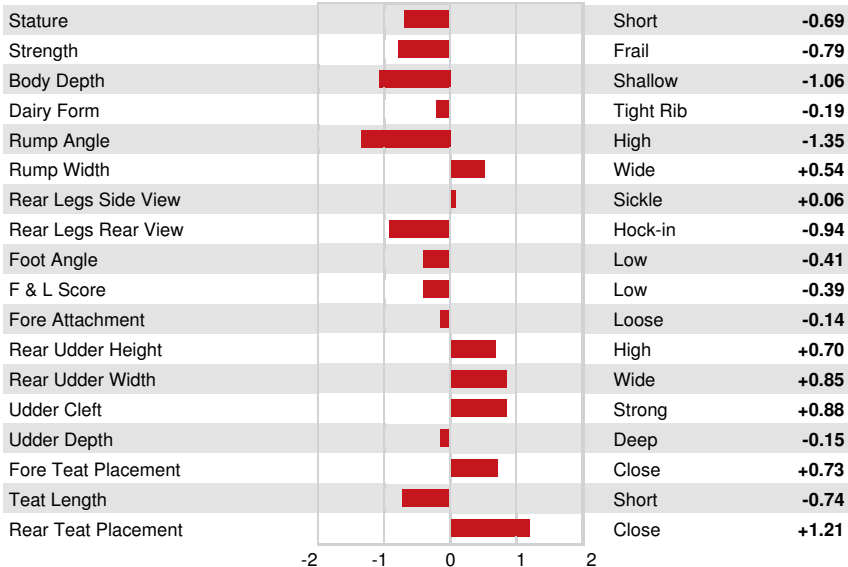 Stature Short -0.69
Strength Frail -0.79
Body Depth Shallow -1.06
Dairy Form Tight Rib -0.19
Rump Angle High -1.35
Rump Width Wide +0.54
Rear Legs Side View Sickle +0.06
Rear Legs Rear View Hock-in -0.94
Foot Angle Low -0.41
F & L Score Low -0.39
Fore Attachment Loose -0.14
Rear Udder Height High +0.70
Rear Udder Width Wide +0.85
Udder Cleft Strong +0.88
Udder Depth Deep -0.15
Fore Teat Placement Close +0.73
Teat Length Short -0.74
Rear Teat Placement Close +1.21
-2 -1 0 1 2